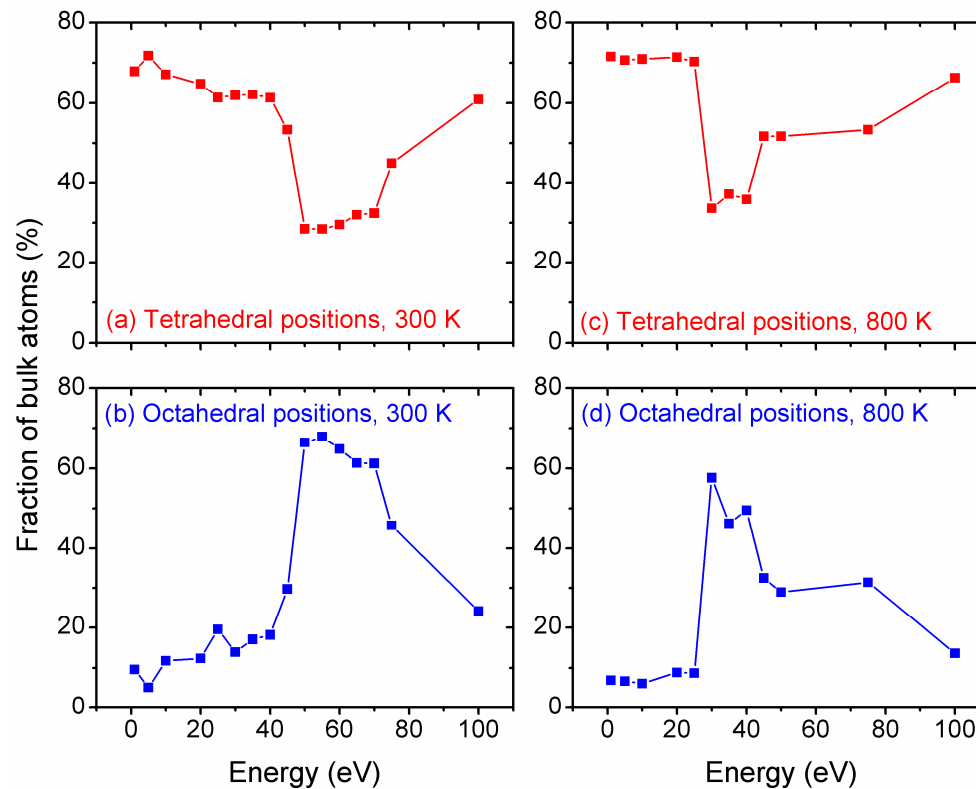 Fraction of bulk atoms (%)
80
60
40
20
0
(a) Tetrahedral positions, 300 K
80
60
40
20
0
(c) Tetrahedral positions, 800 K
80
60
40
20
0
(b) Octahedral positions, 300 K
0 20 40 60 80 100
Energy (eV)
80
60
40
20
0
(d) Octahedral positions, 800 K
0 20 40 60 80 100
Energy (eV)